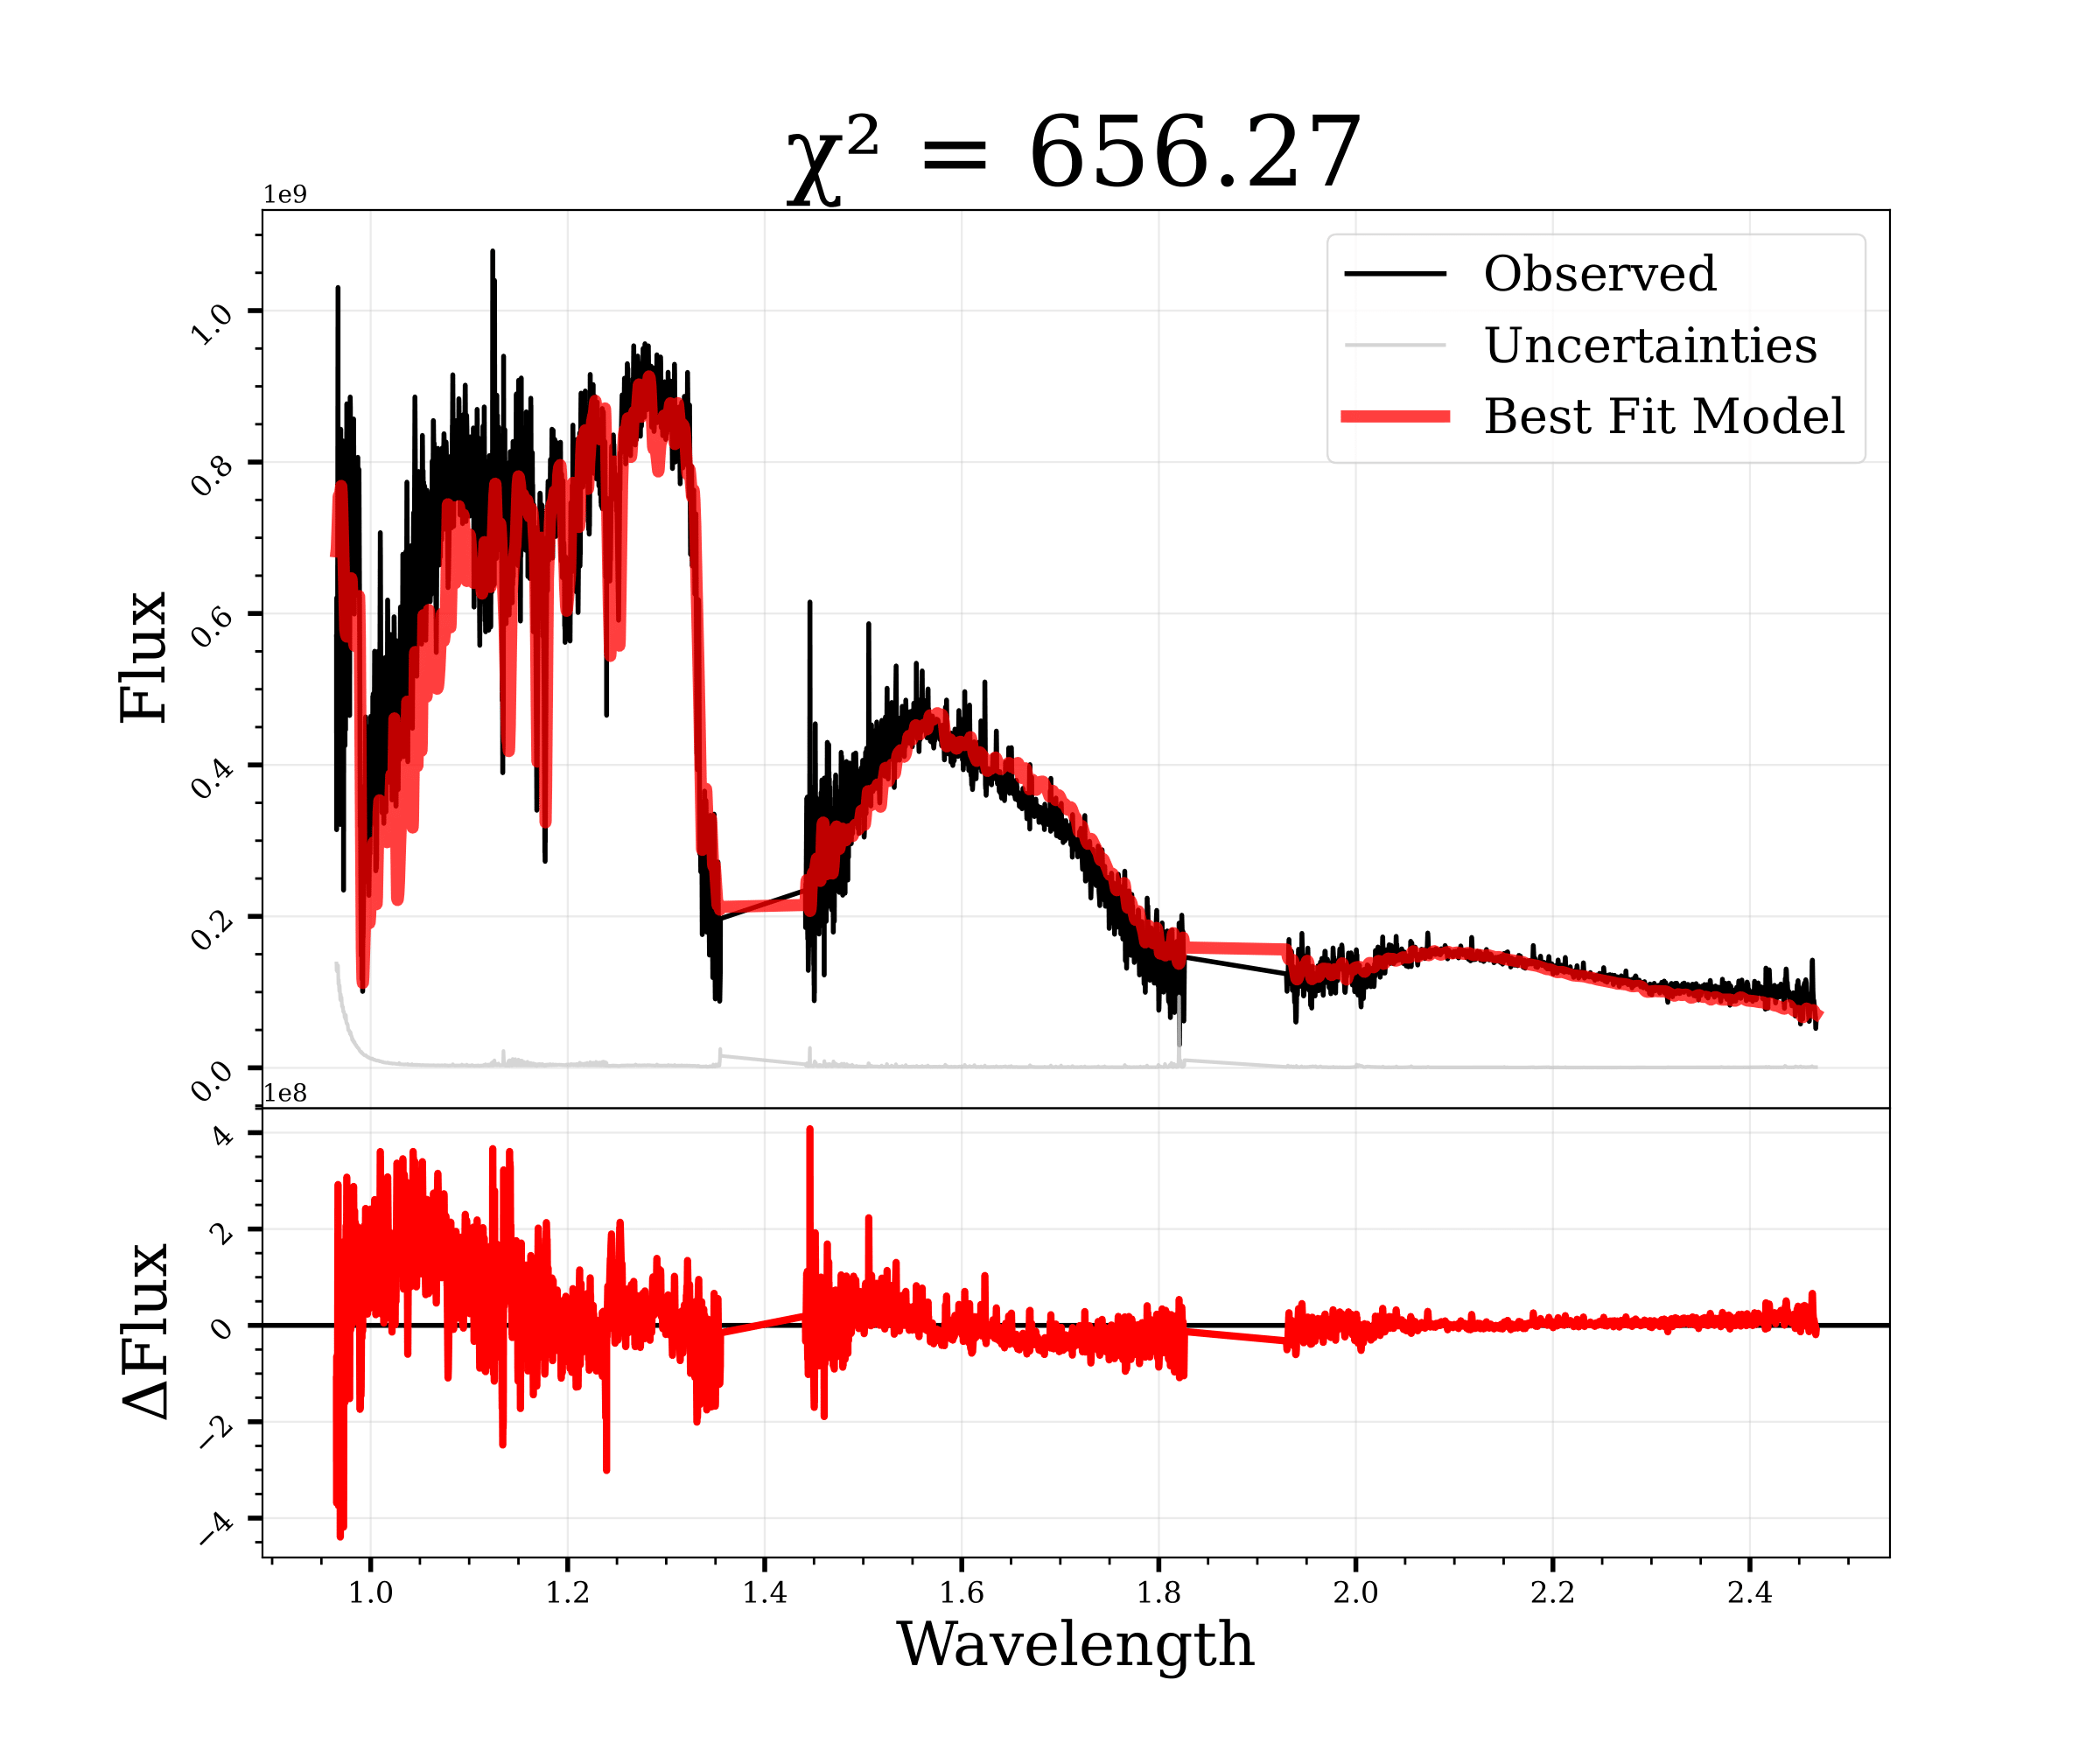 χ² = 656.27
1e9
Observed
Uncertainties
Best Fit Model
Flux
1.0
0.8
0.6
0.4
0.2
0.0
1e8
ΔFlux
4
2
0
−2
−4
1.0 1.2 1.4 1.6 1.8 2.0 2.2 2.4
Wavelength